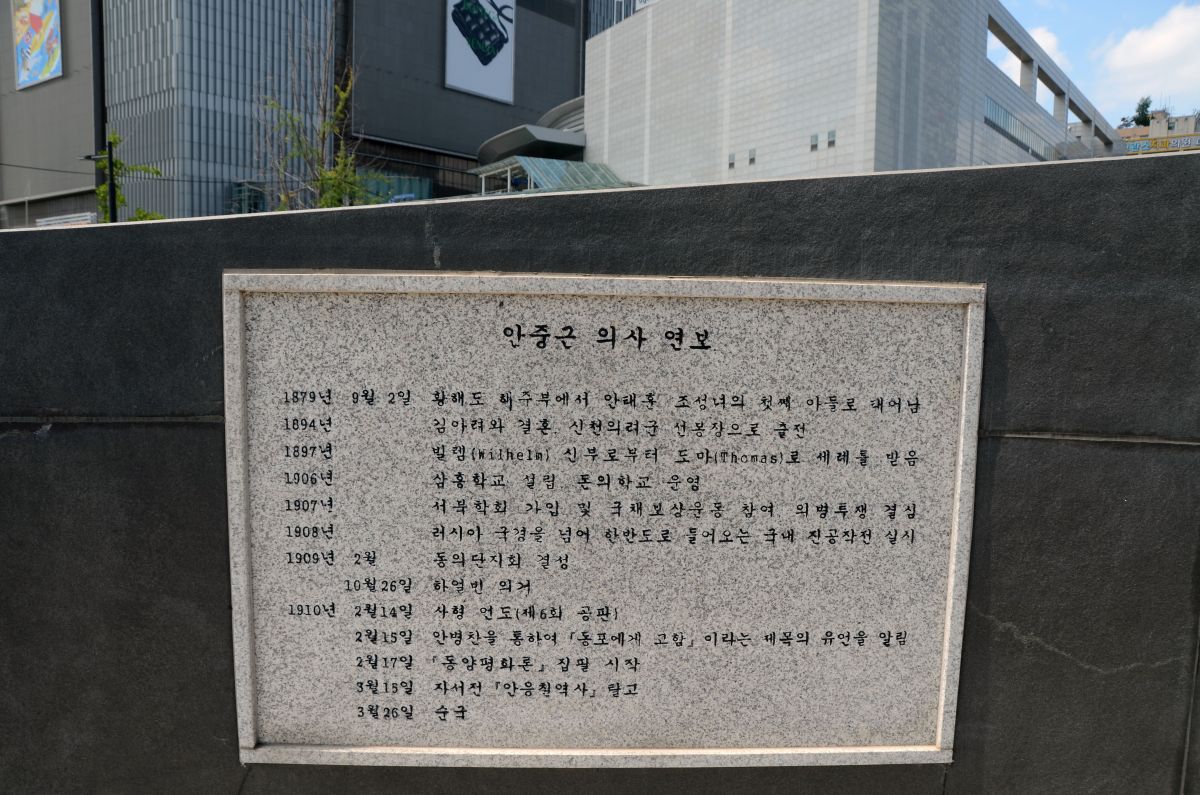 안중근 의사 연보
1879년 9월 2일 황해도 해주부에서 안태훈 조성녀의 첫째 아들로 태어남
1894년 김아려와 결혼. 신천의려군 선봉장으로 출전
1897년 빌렘(Wilhelm) 신부로부터 도마(Thomas)로 세례를 받음
1906년 삼흥학교 설립 돈의학교 운영
1907년 서북학회 가입 및 국채보상운동 참여 의병투쟁 결심
1908년 러시아 국경을 넘어 한반도로 들어오는 국내 진공작전 실시
1909년 2월 동의단지회 결성
10월26일 하얼빈 의거
1910년 2월14일 사형 언도(제6회 공판)
2월15일 안병찬을 통하여 「동포에게 고함」이라는 제목의 유언을 알림
2월17일 『동양평화론』 집필 시작
3월15일 자서전 『안응칠역사』 탈고
3월26일 순국